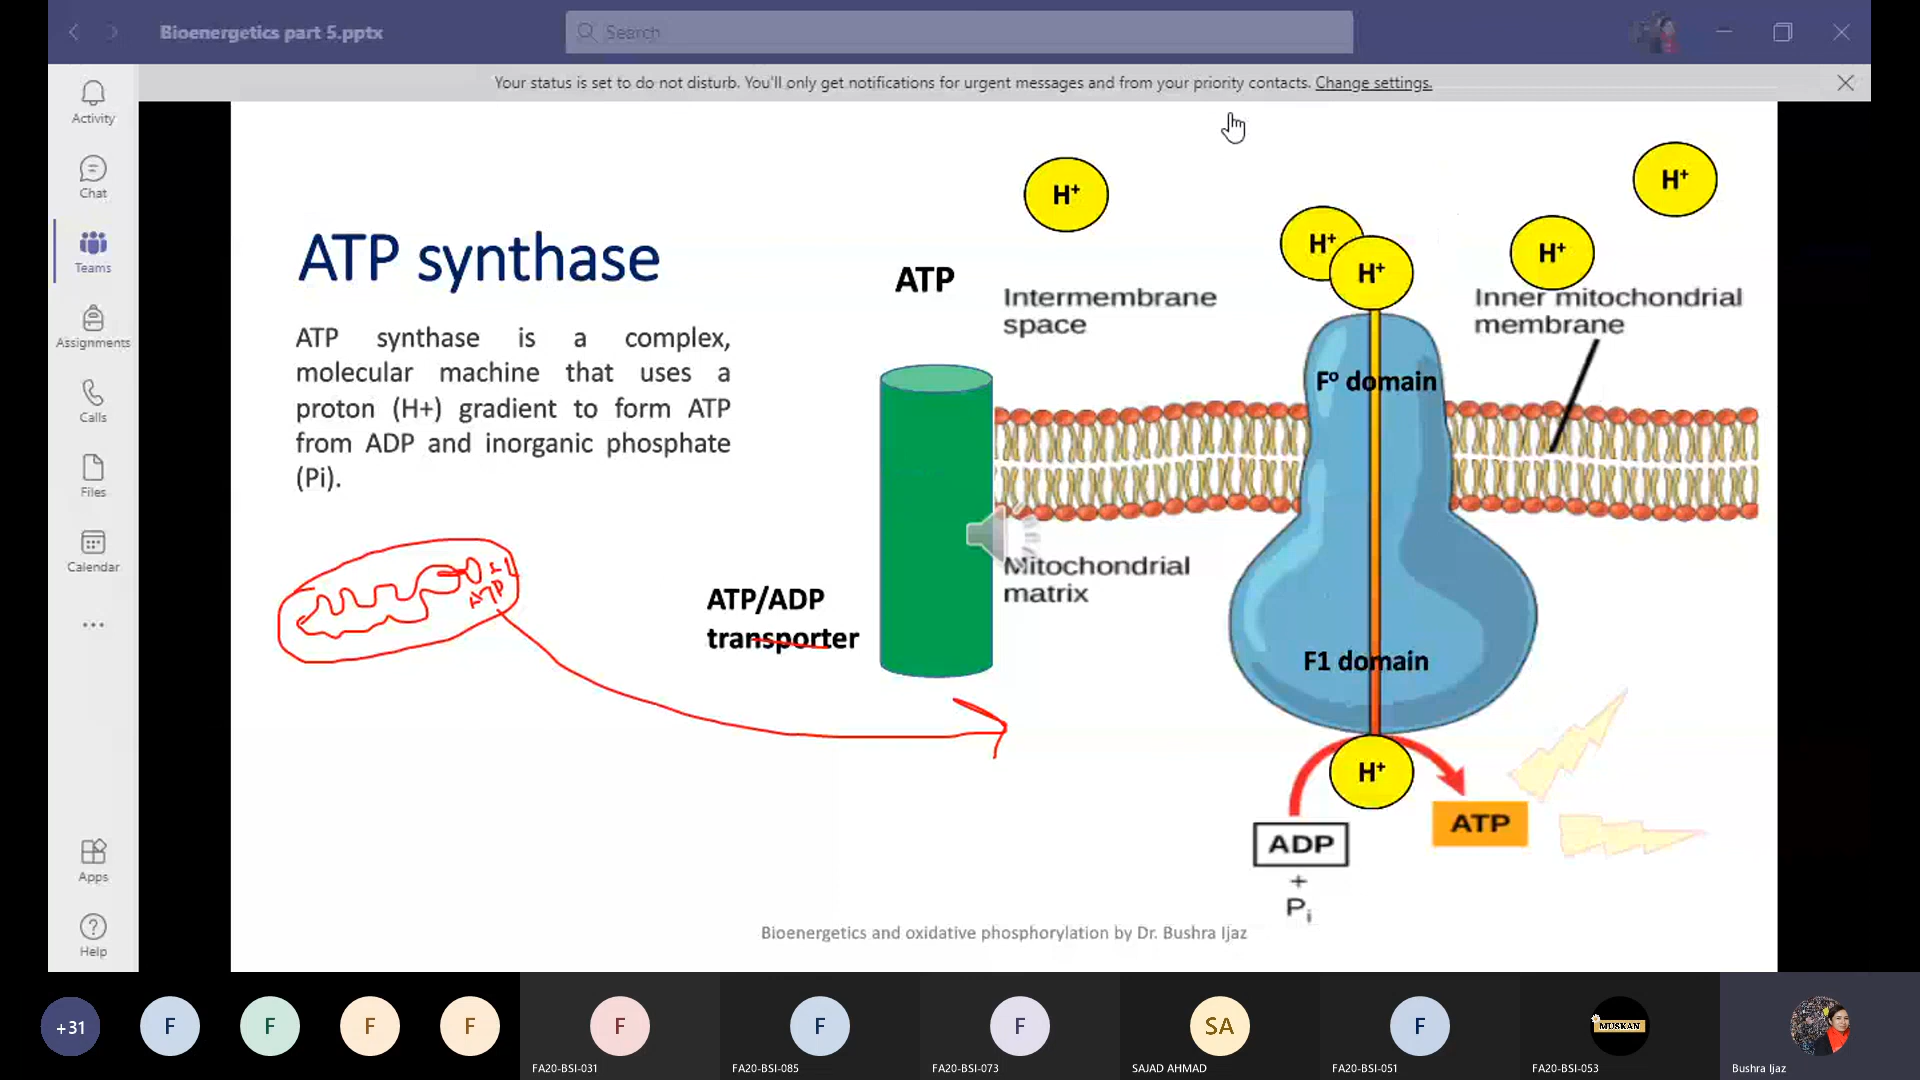 Bioenergetics part 5.pptx
Search
Your status is set to do not disturb. You'll only get notifications for urgent messages and from your priority contacts. Change settings.
Activity
Chat
Teams
Assignments
Calls
Files
Calendar
Apps
Help
ATP synthase
ATP synthase is a complex,
molecular machine that uses a
proton (H+) gradient to form ATP
from ADP and inorganic phosphate
(Pi).
ATP
ATP
Intermembrane
space
H⁺
H⁺
H⁺
H⁺
H⁺
Inner mitochondrial
membrane
Fᵒ domain
Mitochondrial
matrix
ATP/ADP
transporter
F1 domain
H⁺
ADP
+
Pᵢ
ATP
Bioenergetics and oxidative phosphorylation by Dr. Bushra Ijaz
+31
F
F
F
F
F
FA20-BSI-031
F
FA20-BSI-085
F
FA20-BSI-073
SA
SAJAD AHMAD
F
FA20-BSI-051
MUSKAN
FA20-BSI-053
Bushra Ijaz